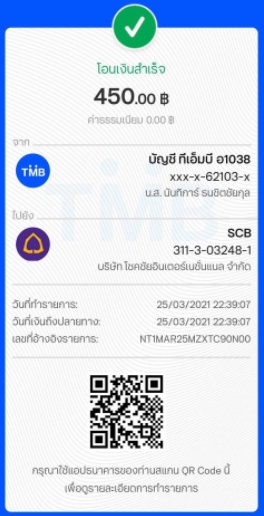 โอนเงินสำเร็จ
450.00 ฿
ค่าธรรมเนียม 0.00 ฿
จาก
TMB
บัญชี ทีเอ็มบี อ1038
xxx-x-62103-x
น.ส. นันทิการ์ ธนชิตชัยกุล
ไปยัง
SCB
311-3-03248-1
บริษัท โชคชัยอินเตอร์เนชั่นแนล จำกัด
TMB
วันที่ทำรายการ: 25/03/2021 22:39:07
วันที่เงินถึงปลายทาง: 25/03/2021 22:39:07
เลขที่อ้างอิงรายการ: NT1MAR25MZXTC90N00
กรุณาใช้แอปธนาคารของท่านสแกน QR Code นี้
เพื่อดูรายละเอียดการทำรายการ